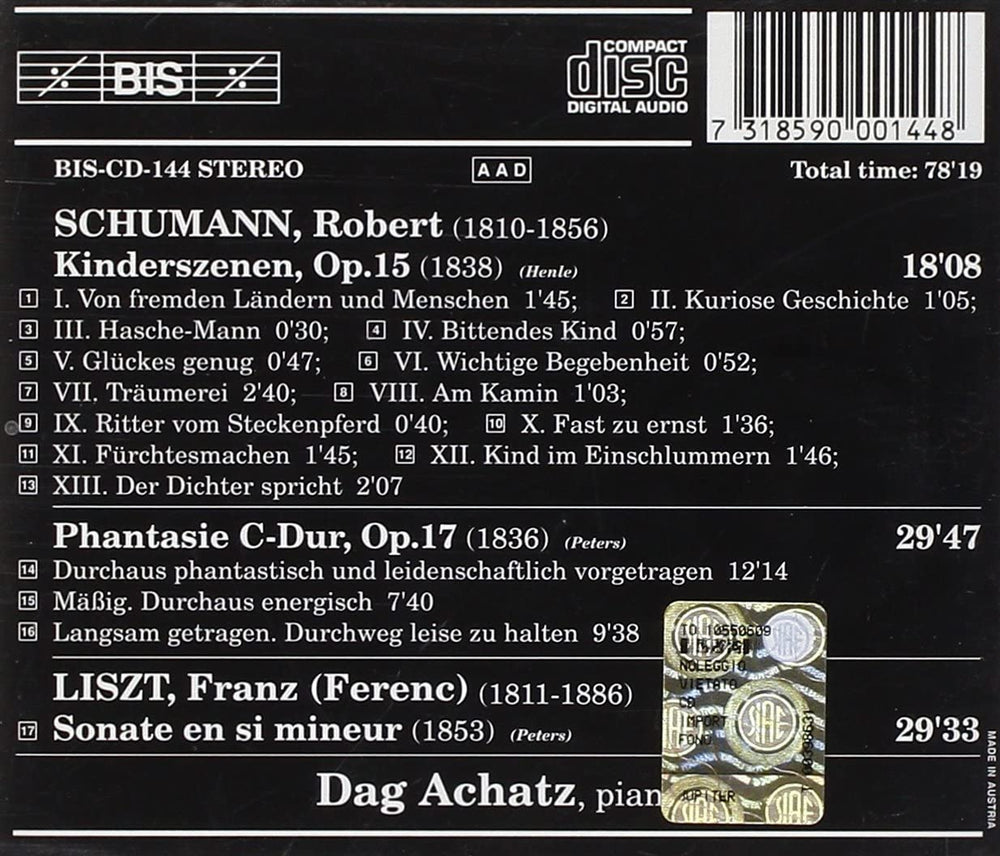 BIS
COMPACT
disc
DIGITAL AUDIO
7 318590 001448
BIS-CD-144 STEREO
AAD
Total time: 78'19
SCHUMANN, Robert (1810-1856)
Kinderszenen, Op.15 (1838) (Henle) 18'08
1 I. Von fremden Ländern und Menschen 1'45; 2 II. Kuriose Geschichte 1'05;
3 III. Hasche-Mann 0'30; 4 IV. Bittendes Kind 0'57;
5 V. Glückes genug 0'47; 6 VI. Wichtige Begebenheit 0'52;
7 VII. Träumerei 2'40; 8 VIII. Am Kamin 1'03;
9 IX. Ritter vom Steckenpferd 0'40; 10 X. Fast zu ernst 1'36;
11 XI. Fürchtesmachen 1'45; 12 XII. Kind im Einschlummern 1'46;
13 XIII. Der Dichter spricht 2'07
Phantasie C-Dur, Op.17 (1836) (Peters) 29'47
14 Durchaus phantastisch und leidenschaftlich vorgetragen 12'14
15 Mäßig. Durchaus energisch 7'40
16 Langsam getragen. Durchweg leise zu halten 9'38
LISZT, Franz (Ferenc) (1811-1886)
17 Sonate en si mineur (1853) (Peters) 29'33
Dag Achatz, pian
NOLEGGIO
VIETATO
CD
IMPORT
FONO
JUPITER
SIAE
MADE IN AUSTRIA